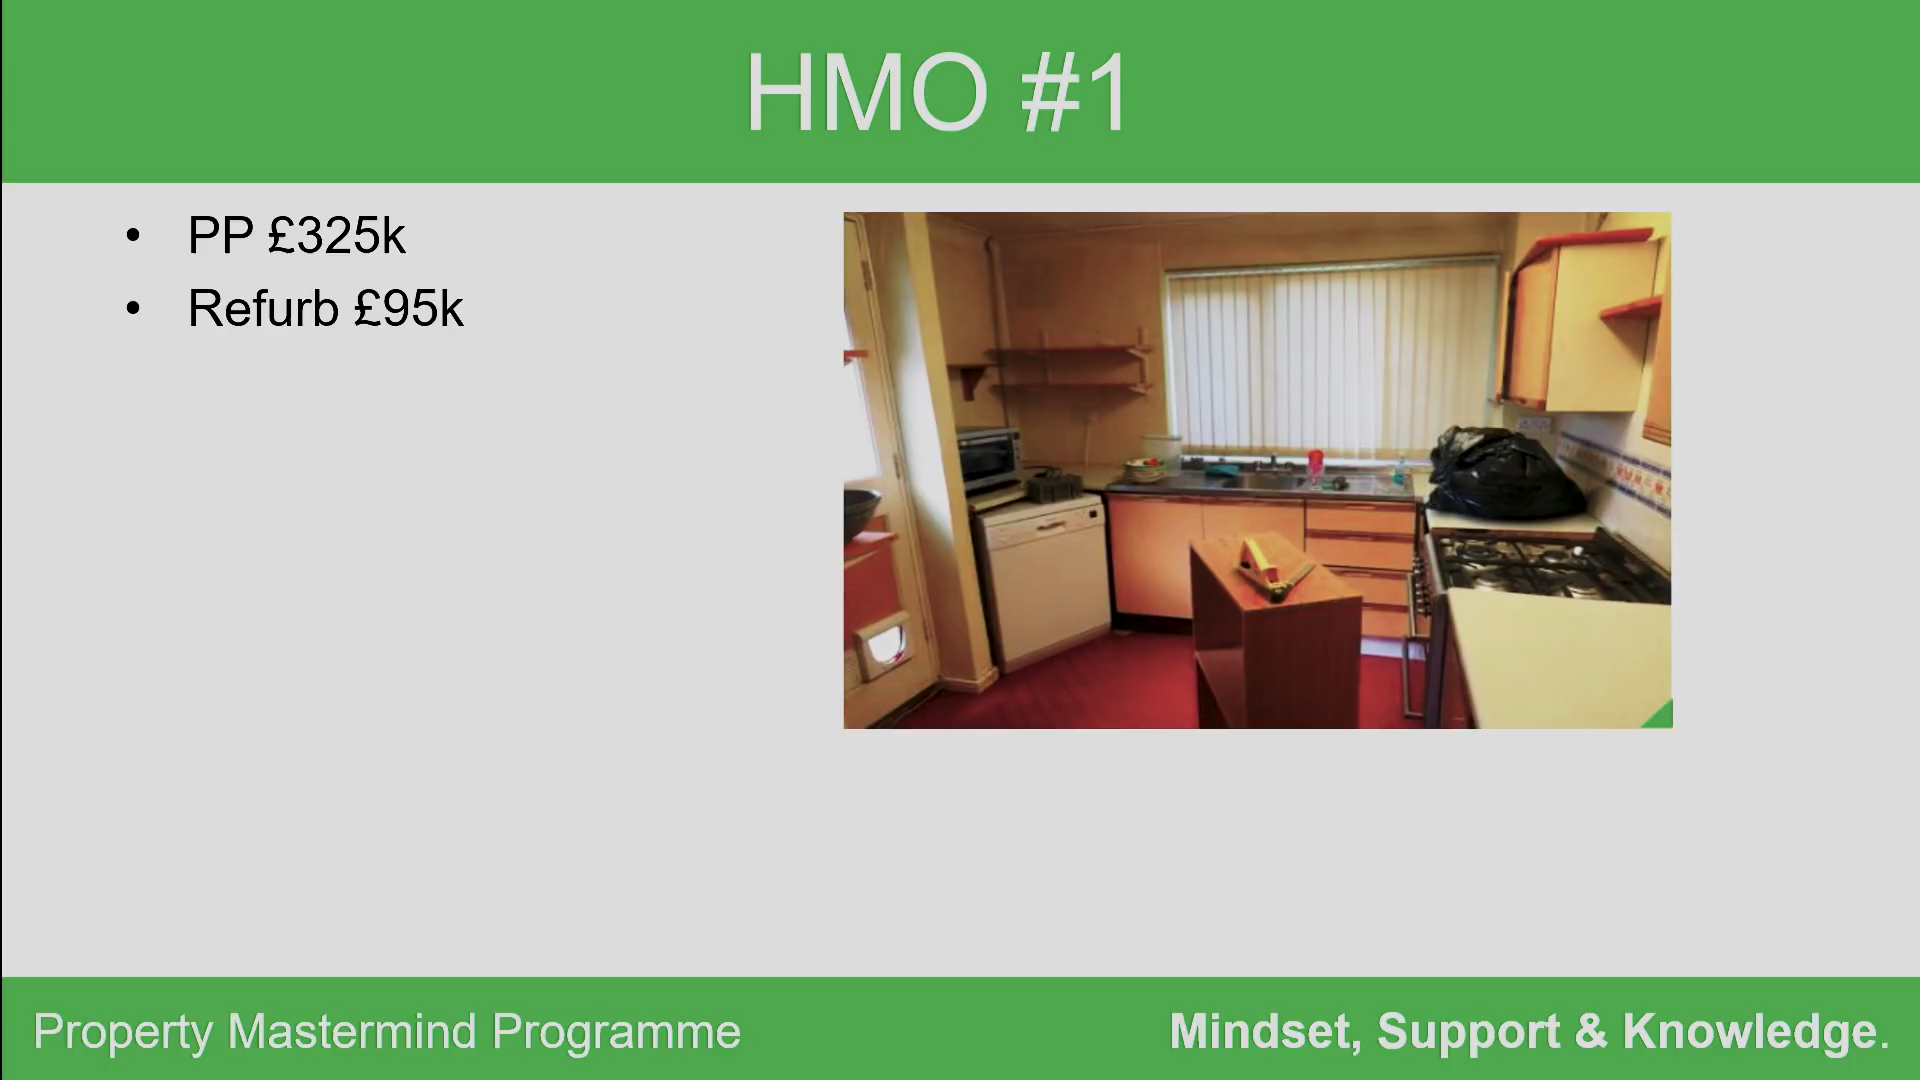 HMO #1
• PP £325k
• Refurb £95k
Property Mastermind Programme
Mindset, Support & Knowledge.